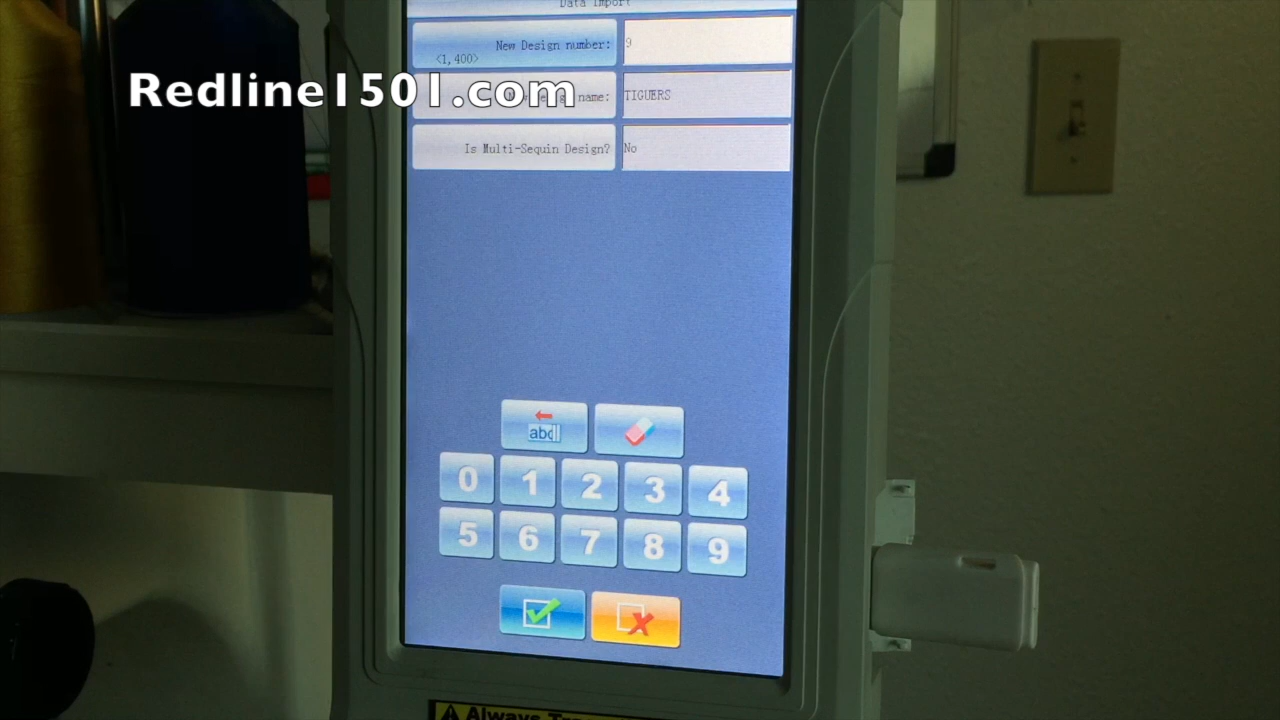 Data Import
New Design number:
<1,400>
9
Redline1501.com
name:
TIGUERS
Is Multi-Sequin Design?
No
abc
0 1 2 3 4
5 6 7 8 9
Always